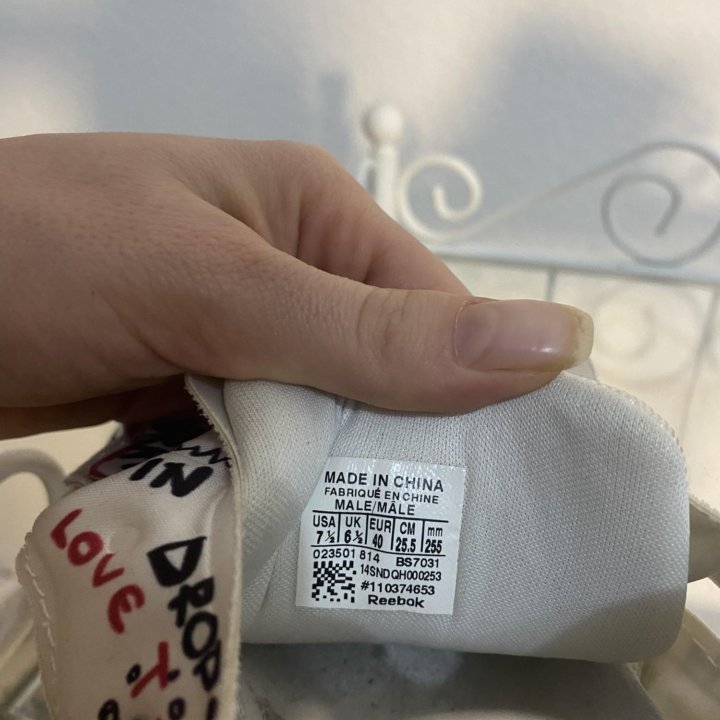 MADE IN CHINA
FABRIQUÉ EN CHINE
MALE/MÂLE
USA UK EUR CM mm
7½ 6½ 40 25.5 255
023501 814 BS7031
14SNDQH000253
#110374653
Reebok
LOVE
DROP